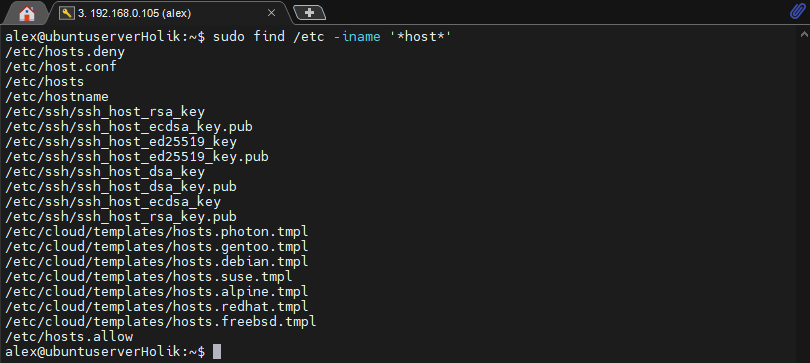 3. 192.168.0.105 (alex)
alex@ubuntuserverHolik:~$ sudo find /etc -iname '*host*'
/etc/hosts.deny
/etc/host.conf
/etc/hosts
/etc/hostname
/etc/ssh/ssh_host_rsa_key
/etc/ssh/ssh_host_ecdsa_key.pub
/etc/ssh/ssh_host_ed25519_key
/etc/ssh/ssh_host_ed25519_key.pub
/etc/ssh/ssh_host_dsa_key
/etc/ssh/ssh_host_dsa_key.pub
/etc/ssh/ssh_host_ecdsa_key
/etc/ssh/ssh_host_rsa_key.pub
/etc/cloud/templates/hosts.photon.tmpl
/etc/cloud/templates/hosts.gentoo.tmpl
/etc/cloud/templates/hosts.debian.tmpl
/etc/cloud/templates/hosts.suse.tmpl
/etc/cloud/templates/hosts.alpine.tmpl
/etc/cloud/templates/hosts.redhat.tmpl
/etc/cloud/templates/hosts.freebsd.tmpl
/etc/hosts.allow
alex@ubuntuserverHolik:~$